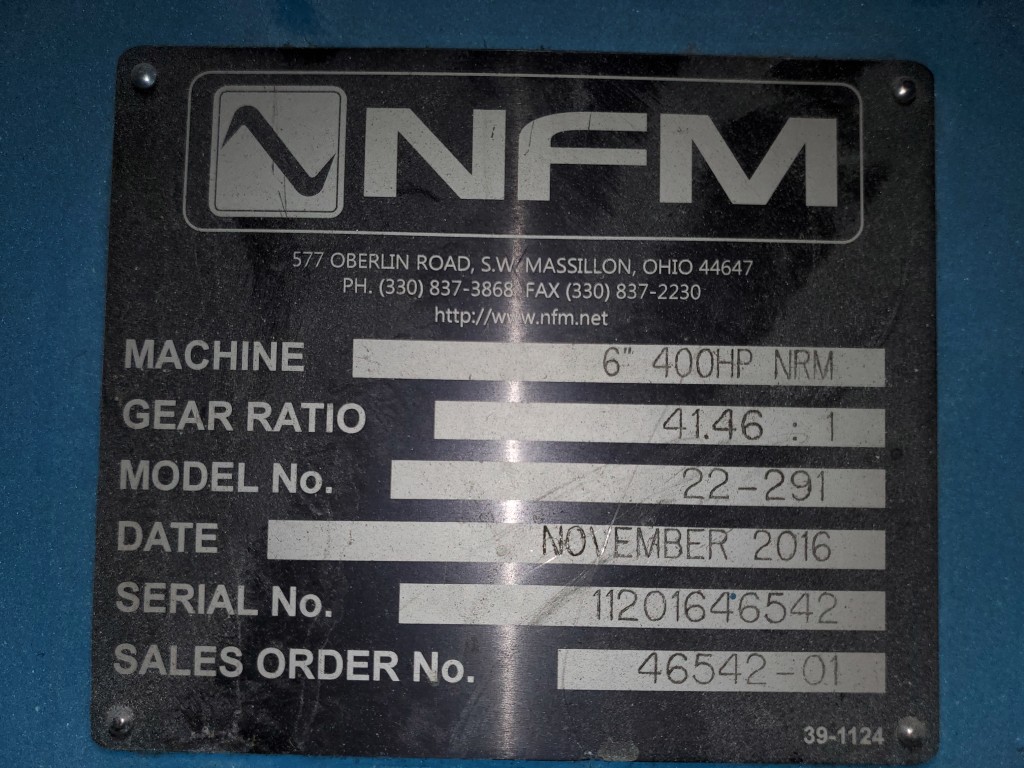 NFM
577 OBERLIN ROAD, S.W. MASSILLON, OHIO 44647
PH. (330) 837-3868 FAX (330) 837-2230
http://www.nfm.net
MACHINE 6" 400HP NRM
GEAR RATIO 41.46 : 1
MODEL No. 22-291
DATE NOVEMBER 2016
SERIAL No. 11201646542
SALES ORDER No. 46542-01
39-1124